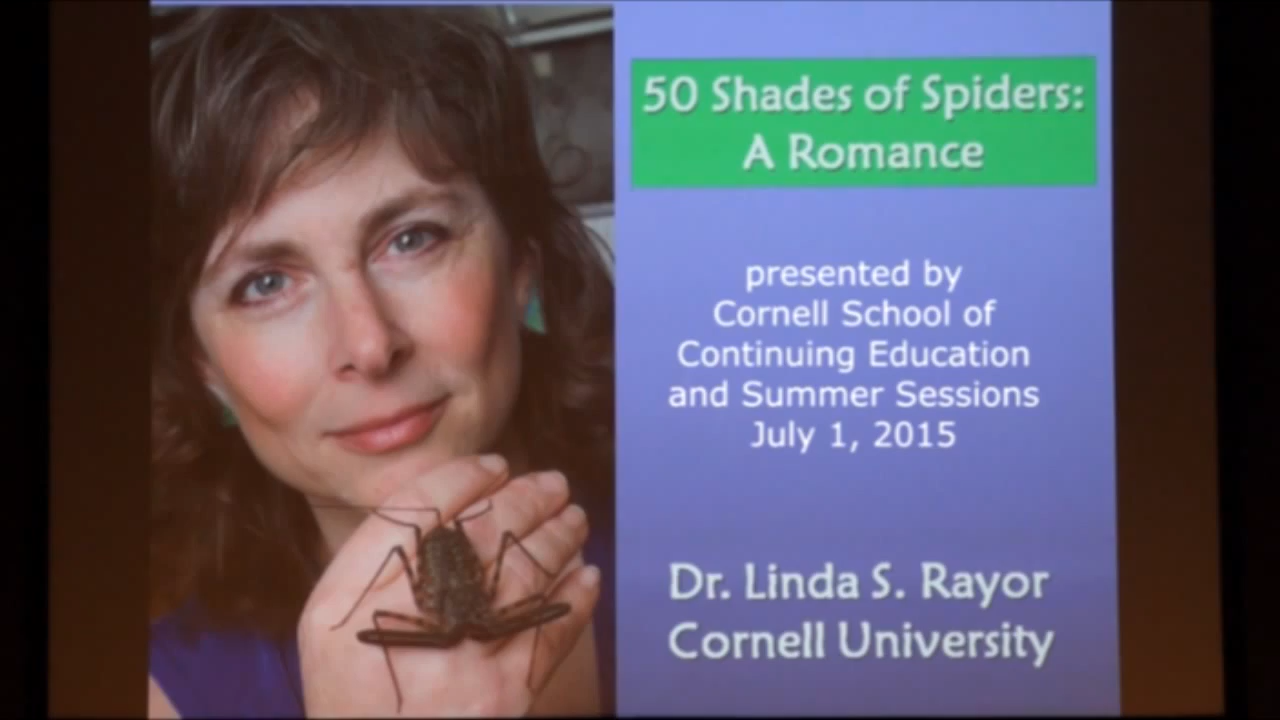 50 Shades of Spiders:
A Romance
presented by
Cornell School of
Continuing Education
and Summer Sessions
July 1, 2015
Dr. Linda S. Rayor
Cornell University